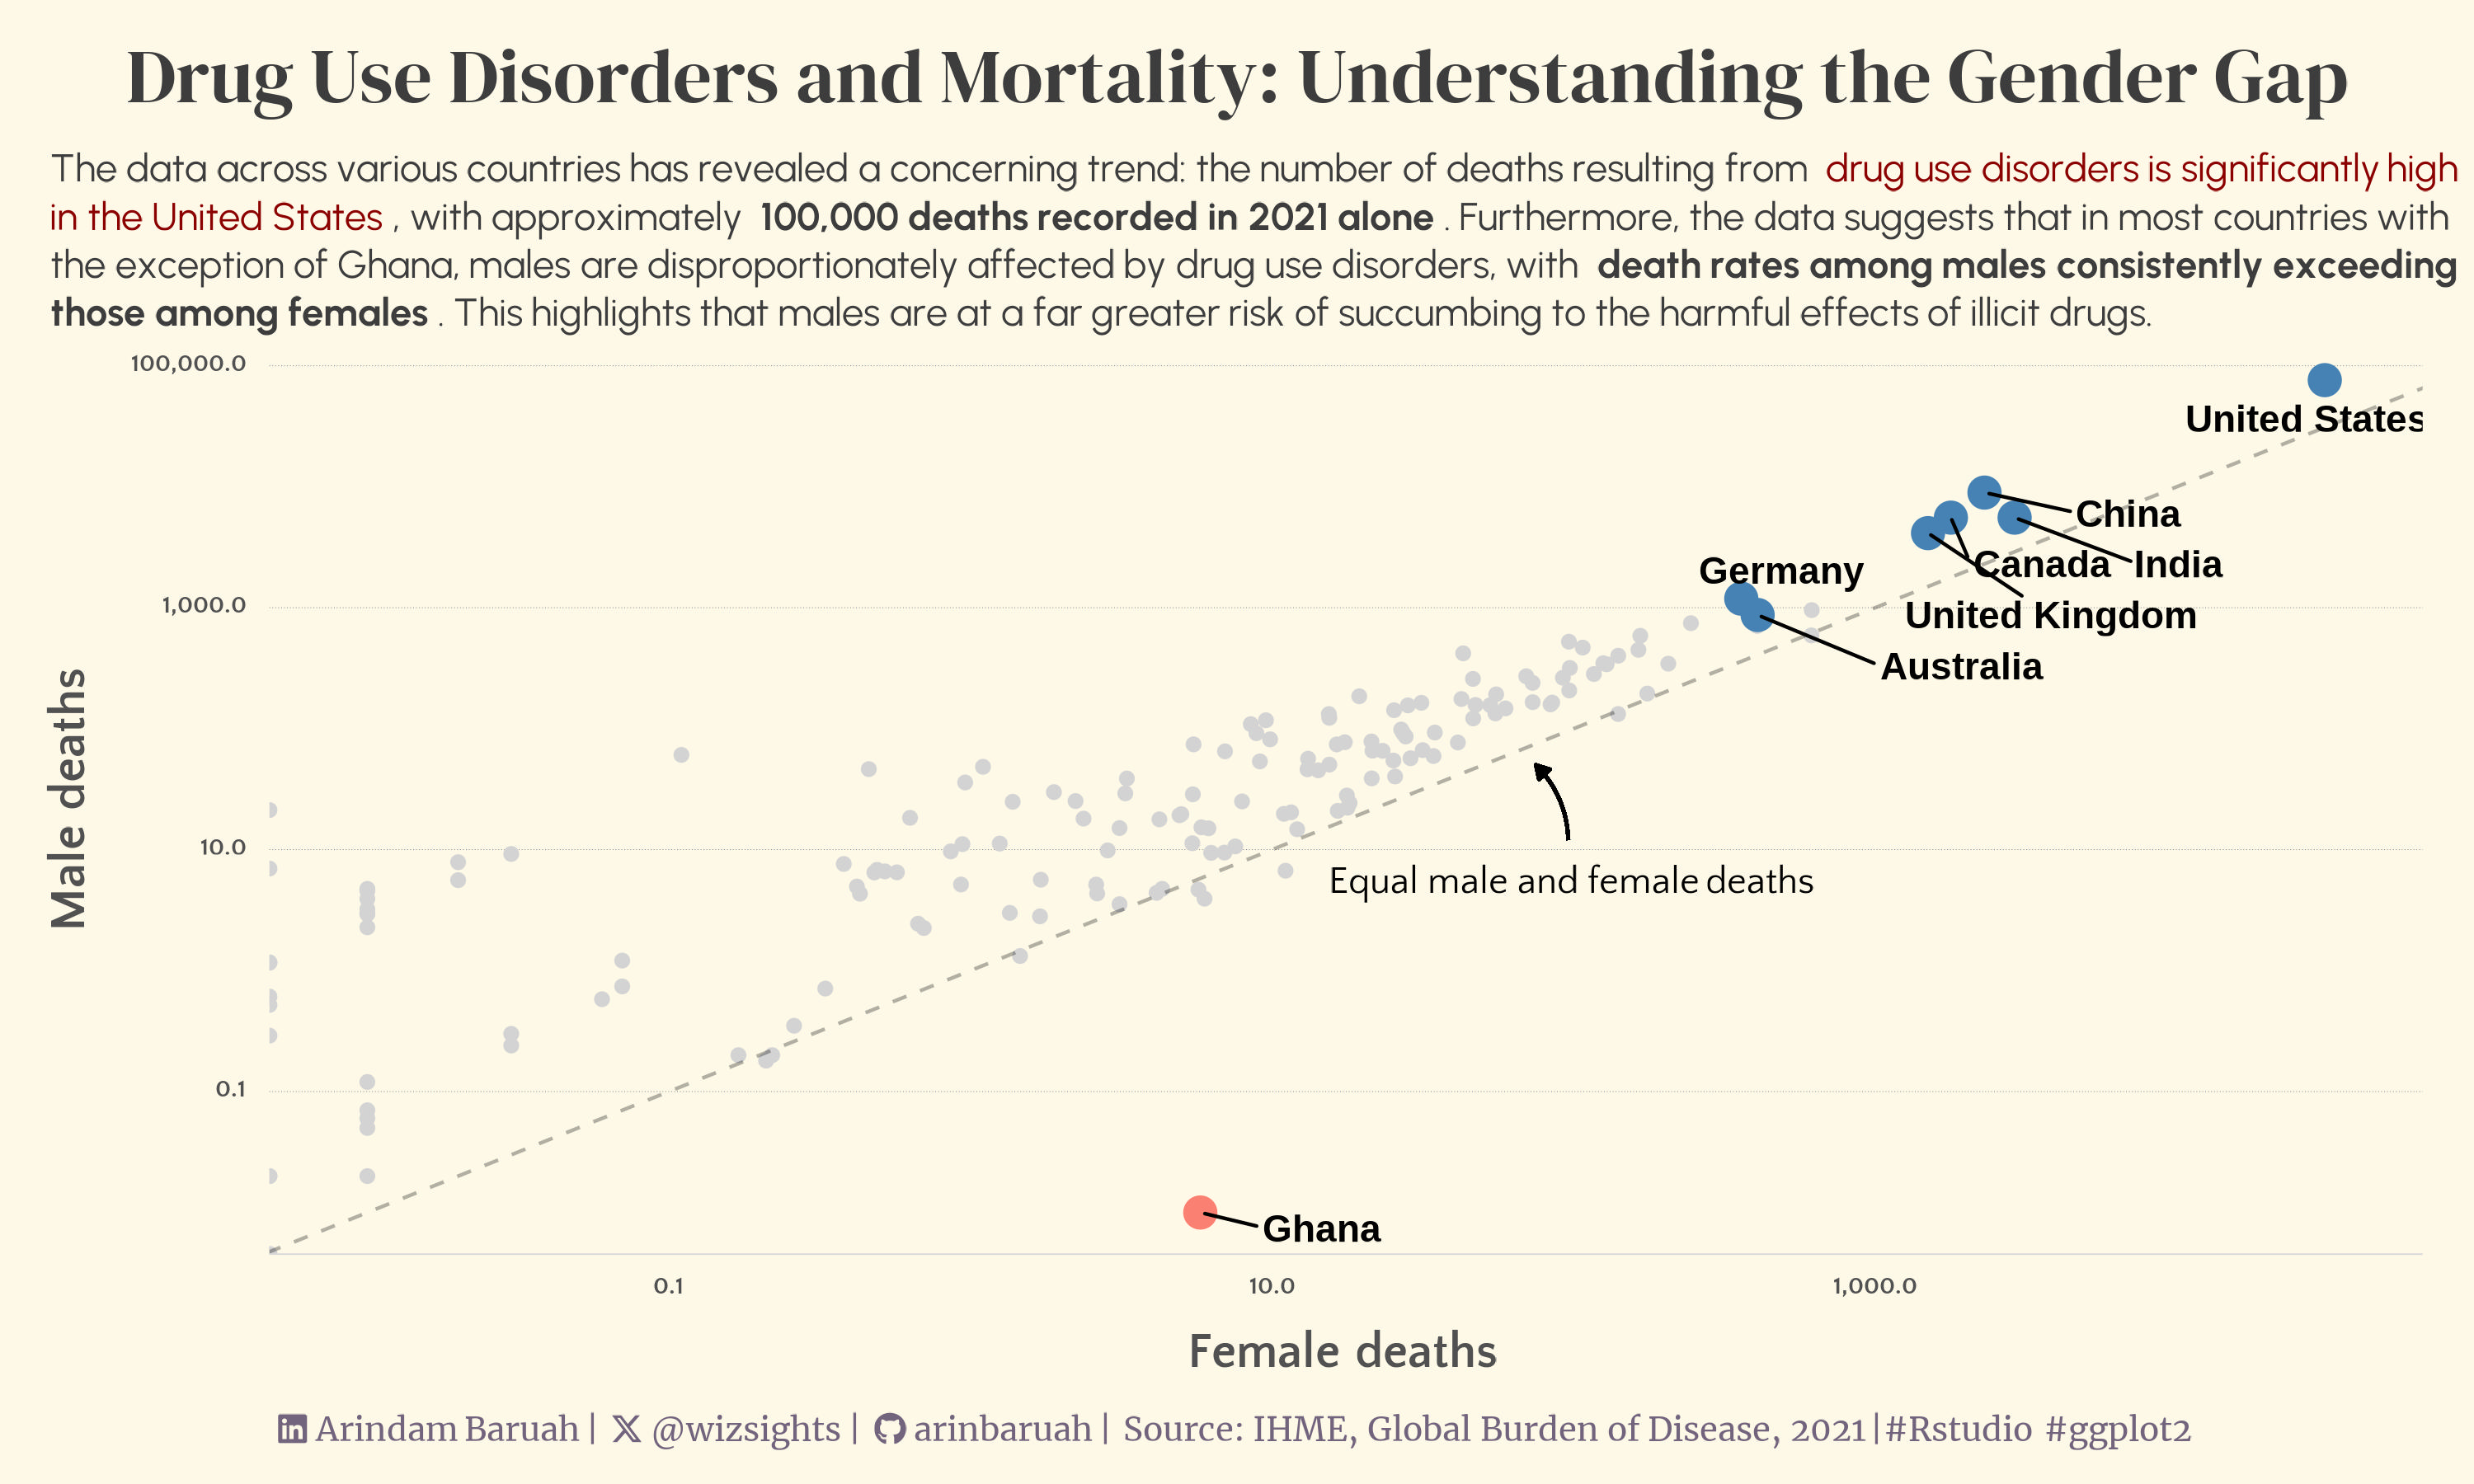 Drug Use Disorders and Mortality: Understanding the Gender Gap
The data across various countries has revealed a concerning trend: the number of deaths resulting from drug use disorders is significantly high
in the United States , with approximately 100,000 deaths recorded in 2021 alone . Furthermore, the data suggests that in most countries with
the exception of Ghana, males are disproportionately affected by drug use disorders, with death rates among males consistently exceeding
those among females . This highlights that males are at a far greater risk of succumbing to the harmful effects of illicit drugs.
100,000.0
United States
China
Canada
India
Germany
1,000.0
United Kingdom
Australia
Male deaths
10.0
Equal male and female deaths
0.1
Ghana
0.1
10.0
1,000.0
Female deaths
in Arindam Baruah | X @wizsights | arinbaruah | Source: IHME, Global Burden of Disease, 2021|#Rstudio #ggplot2